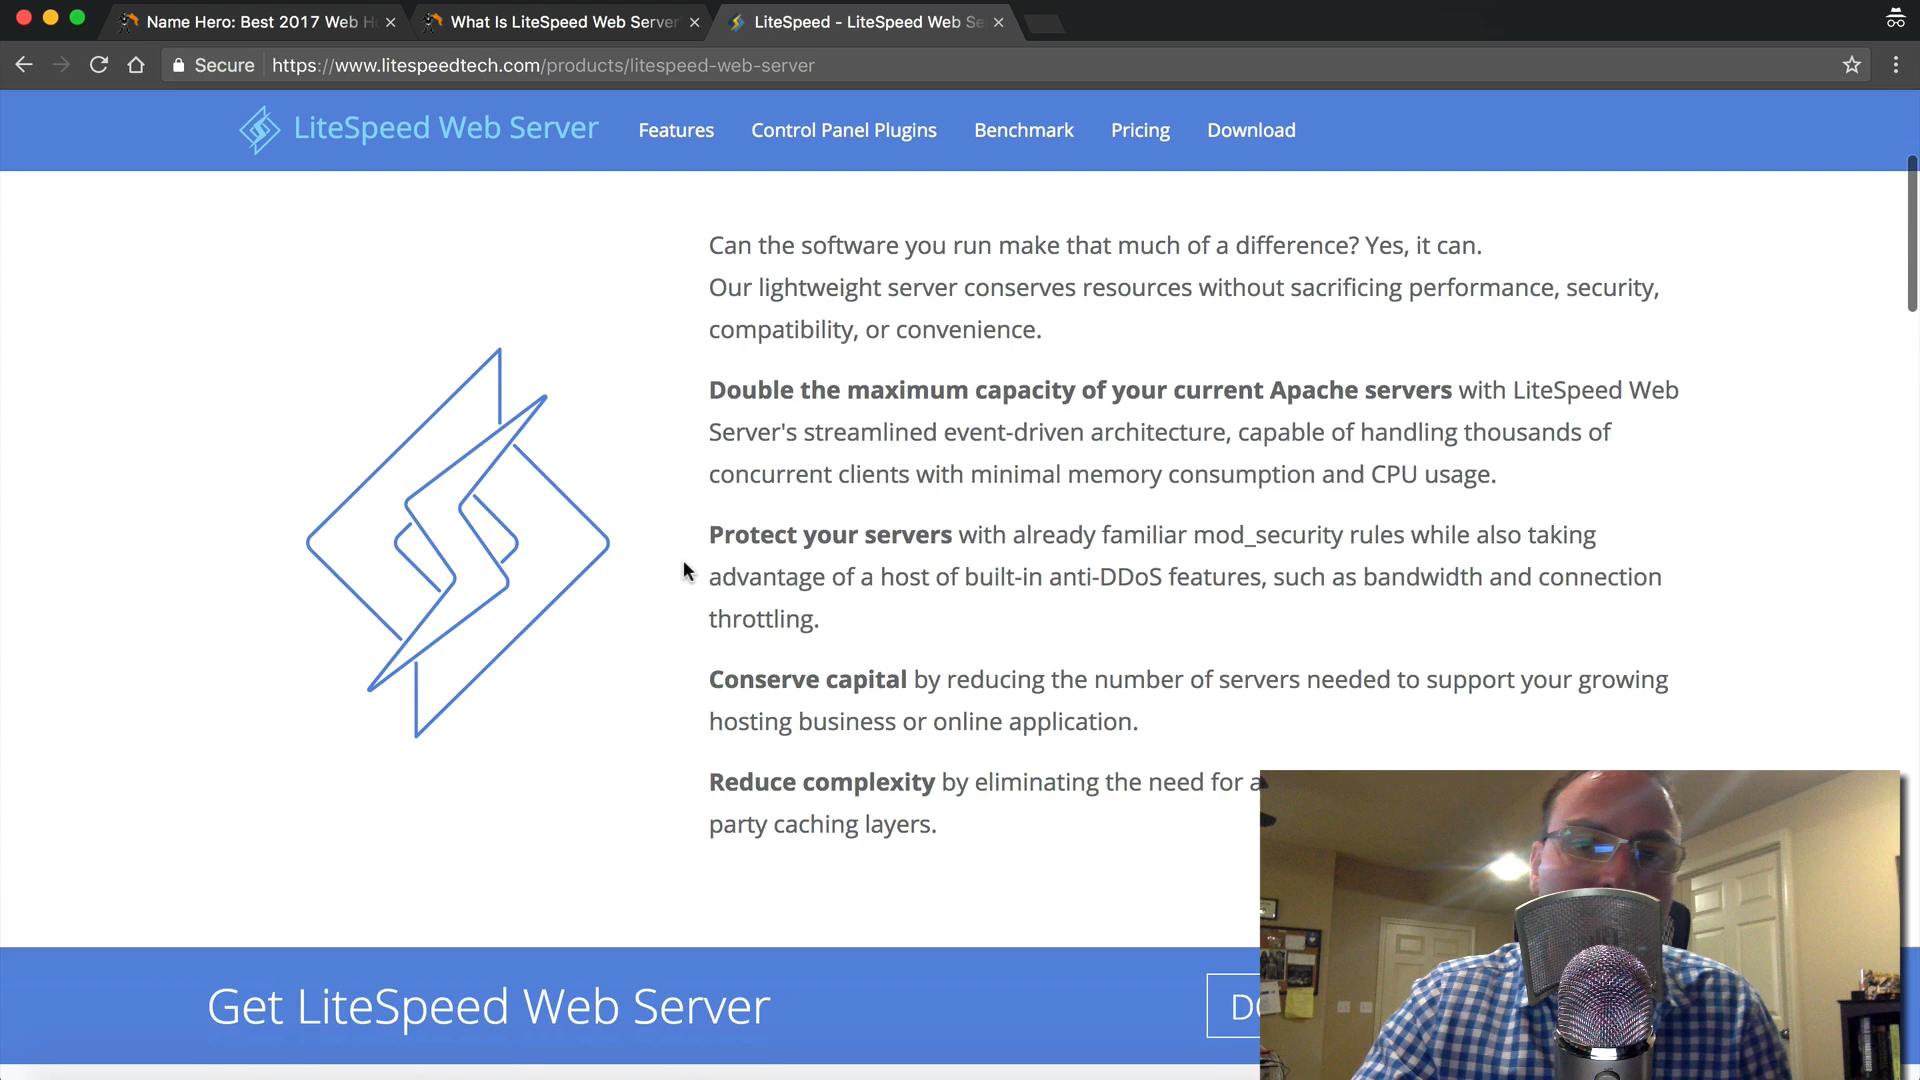 Name Hero: Best 2017 Web H
What Is LiteSpeed Web Server
LiteSpeed - LiteSpeed Web Se
Secure
https://www.litespeedtech.com/products/litespeed-web-server
LiteSpeed Web Server
Features
Control Panel Plugins
Benchmark
Pricing
Download
Can the software you run make that much of a difference? Yes, it can.
Our lightweight server conserves resources without sacrificing performance, security,
compatibility, or convenience.
Double the maximum capacity of your current Apache servers with LiteSpeed Web
Server's streamlined event-driven architecture, capable of handling thousands of
concurrent clients with minimal memory consumption and CPU usage.
Protect your servers with already familiar mod_security rules while also taking
advantage of a host of built-in anti-DDoS features, such as bandwidth and connection
throttling.
Conserve capital by reducing the number of servers needed to support your growing
hosting business or online application.
Reduce complexity by eliminating the need for a
party caching layers.
Get LiteSpeed Web Server